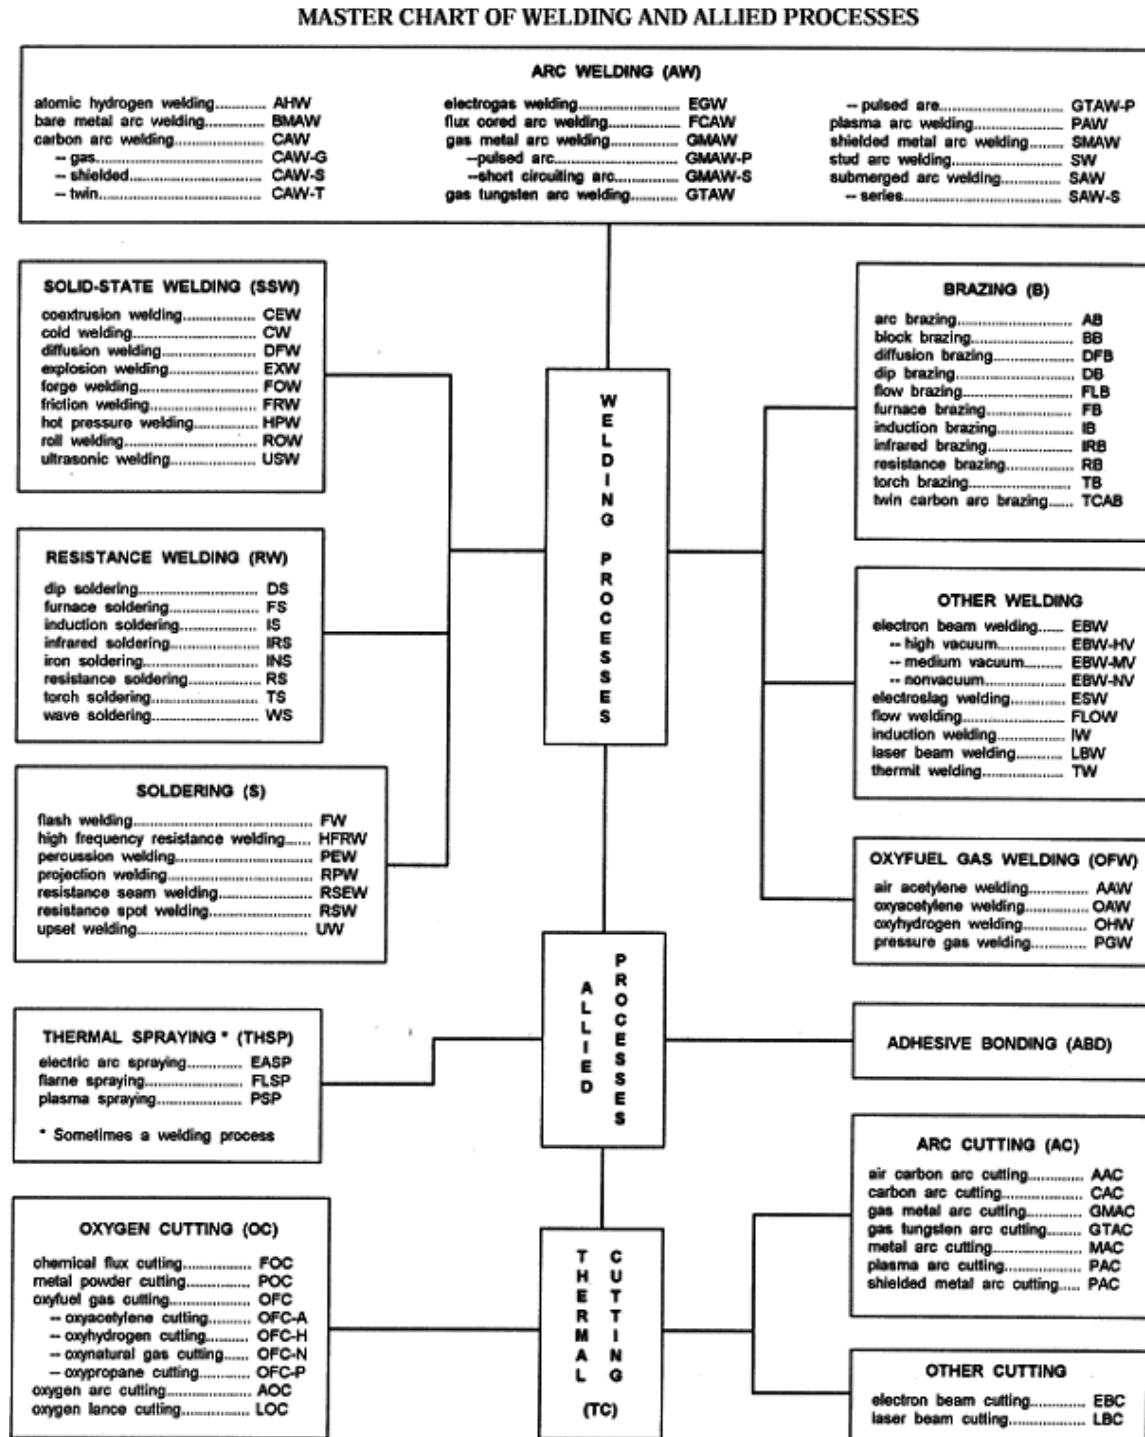 MASTER CHART OF WELDING AND ALLIED PROCESSES
ARC WELDING (AW)
atomic hydrogen welding............ AHW
bare metal arc welding.............. BMAW
carbon arc welding.................. CAW
-- gas.............................. CAW-G
-- shielded......................... CAW-S
-- twin............................. CAW-T
electrogas welding.................. EGW
flux cored arc welding.............. FCAW
gas metal arc welding............... GMAW
--pulsed arc........................ GMAW-P
--short circuiting arc.............. GMAW-S
gas tungsten arc welding............ GTAW
-- pulsed are....................... GTAW-P
plasma arc welding.................. PAW
shielded metal arc welding.......... SMAW
stud arc welding.................... SW
submerged arc welding............... SAW
-- series........................... SAW-S
SOLID-STATE WELDING (SSW)
coextrusion welding................. CEW
cold welding........................ CW
diffusion welding................... DFW
explosion welding................... EXW
forge welding....................... FOW
friction welding.................... FRW
hot pressure welding................ HPW
roll welding........................ ROW
ultrasonic welding.................. USW
BRAZING (B)
arc brazing......................... AB
block brazing....................... BB
diffusion brazing................... DFB
dip brazing......................... DB
flow brazing........................ FLB
furnace brazing..................... FB
induction brazing................... IB
infrared brazing.................... IRB
resistance brazing.................. RB
torch brazing....................... TB
twin carbon arc brazing...... TCAB
WELDING PROCESSES
RESISTANCE WELDING (RW)
dip soldering....................... DS
furnace soldering................... FS
induction soldering................. IS
infrared soldering.................. IRS
iron soldering...................... INS
resistance soldering................ RS
torch soldering..................... TS
wave soldering...................... WS
OTHER WELDING
electron beam welding...... EBW
-- high vacuum................ EBW-HV
-- medium vacuum........... EBW-MV
-- nonvacuum.................. EBW-NV
electroslag welding................. ESW
flow welding........................ FLOW
induction welding................... IW
laser beam welding.................. LBW
thermit welding..................... TW
SOLDERING (S)
flash welding....................... FW
high frequency resistance welding...... HFRW
percussion welding.................. PEW
projection welding.................. RPW
resistance seam welding............. RSEW
resistance spot welding............. RSW
upset welding....................... UW
OXYFUEL GAS WELDING (OFW)
air acetylene welding............... AAW
oxyacetylene welding................ OAW
oxyhydrogen welding................. OHW
pressure gas welding................ PGW
ALLIED PROCESSES
THERMAL SPRAYING * (THSP)
electric arc spraying............... EASP
flame spraying...................... FLSP
plasma spraying..................... PSP
* Sometimes a welding process
ADHESIVE BONDING (ABD)
ARC CUTTING (AC)
air carbon arc cutting.............. AAC
carbon arc cutting.................. CAC
gas metal arc cutting............... GMAC
gas tungsten arc cutting............ GTAC
metal arc cutting................... MAC
plasma arc cutting.................. PAC
shielded metal arc cutting..... PAC
OXYGEN CUTTING (OC)
chemical flux cutting............... FOC
metal powder cutting................ POC
oxyfuel gas cutting................. OFC
-- oxyacetylene cutting......... OFC-A
-- oxyhydrogen cutting.......... OFC-H
-- oxynatural gas cutting...... OFC-N
-- oxypropane cutting........... OFC-P
oxygen arc cutting.................. AOC
oxygen lance cutting................ LOC
THERMAL CUTTING
(TC)
OTHER CUTTING
electron beam cutting............... EBC
laser beam cutting.................. LBC